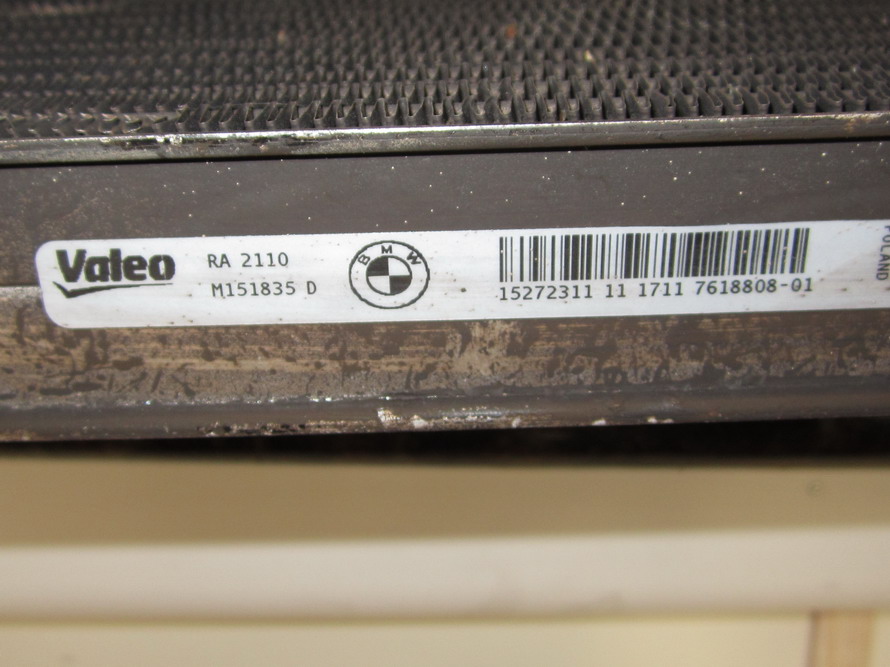 Valeo
RA 2110
M151835 D
BMW
15272311 11 1711 7618808-01
POLAND